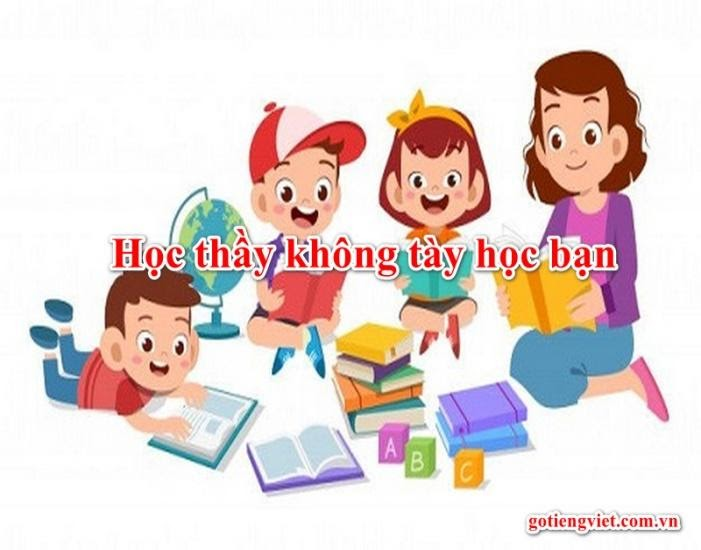 Học thầy không tày học bạn
A
B
C
gotiengviet.com.vn